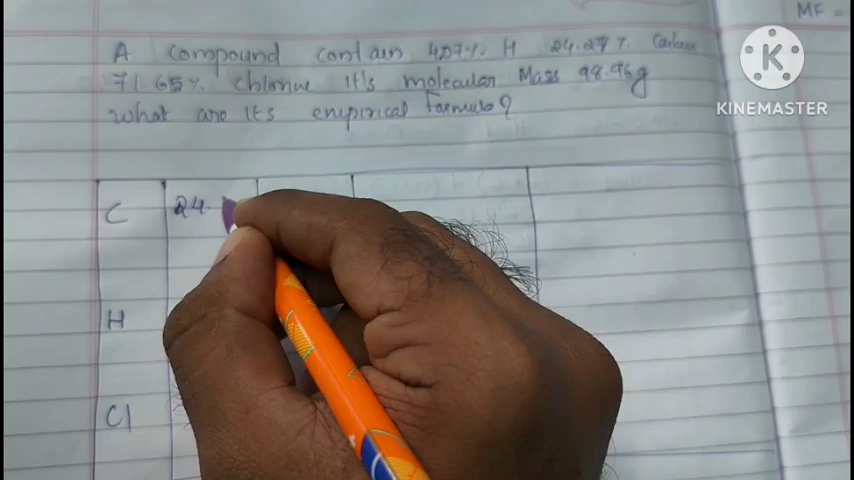 MF =
A compound contain 4.07% H 24.27% Carbon
71.65% chlorine It's molecular Mass 98.96g
what are it's empirical formula?
K
KINEMASTER
C 24.
H
Cl